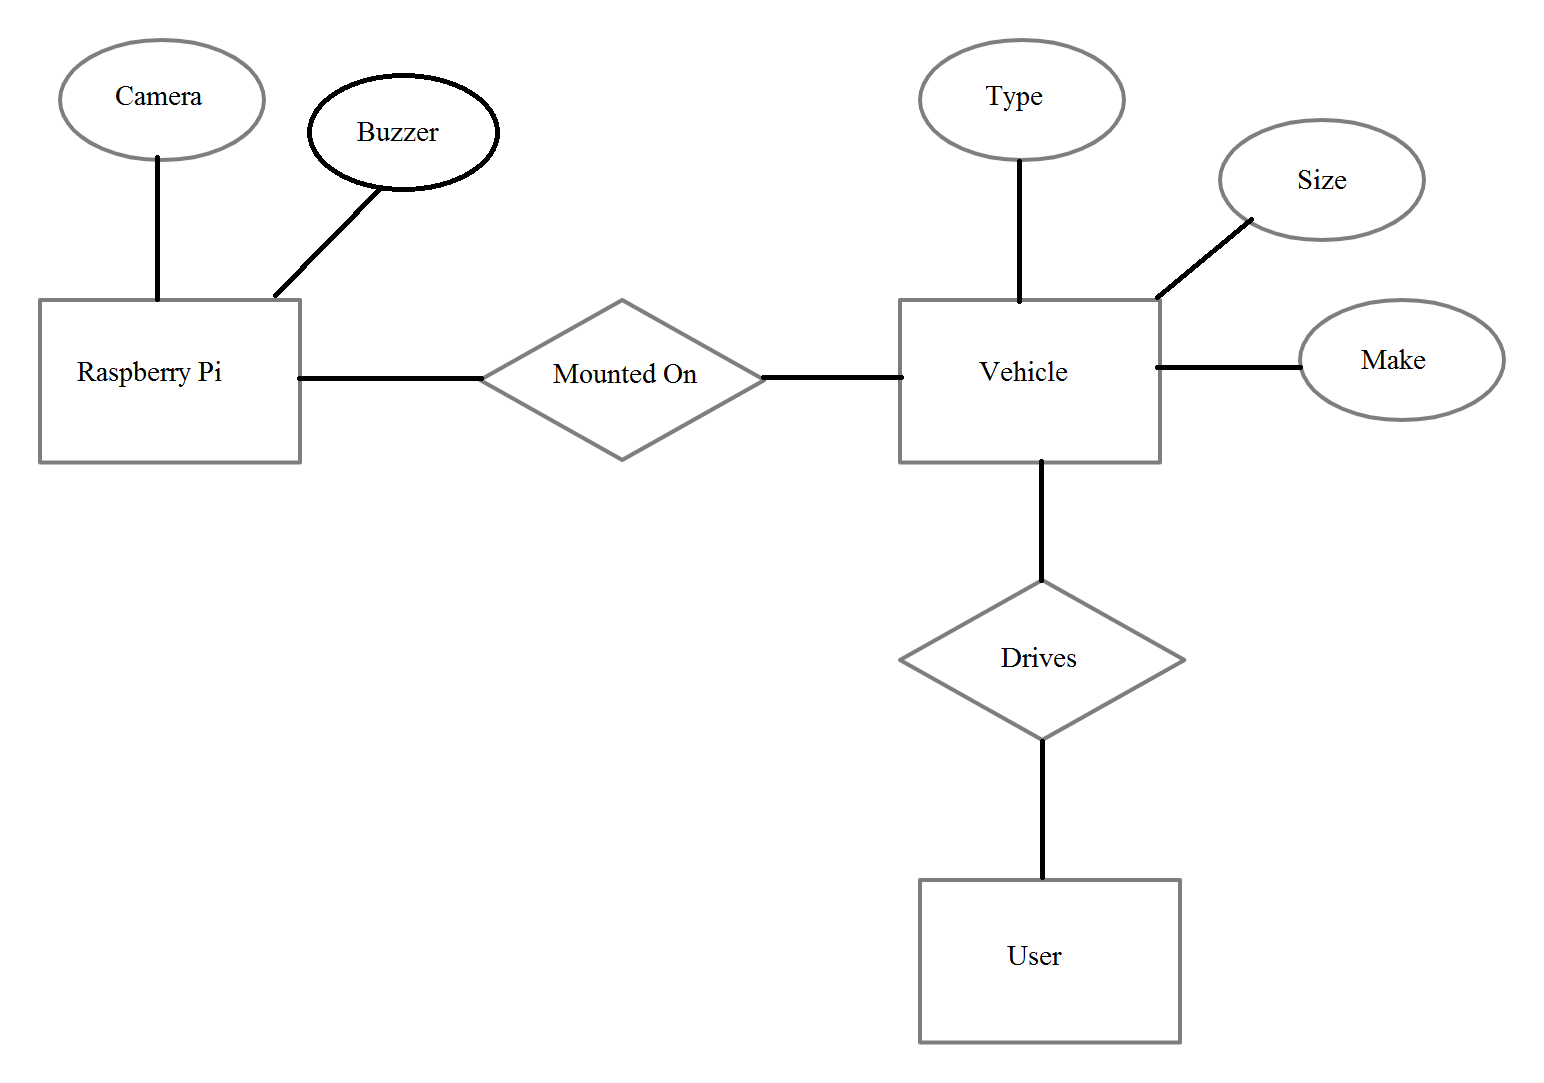 Camera
Buzzer
Type
Size
Raspberry Pi
Mounted On
Vehicle
Make
Drives
User